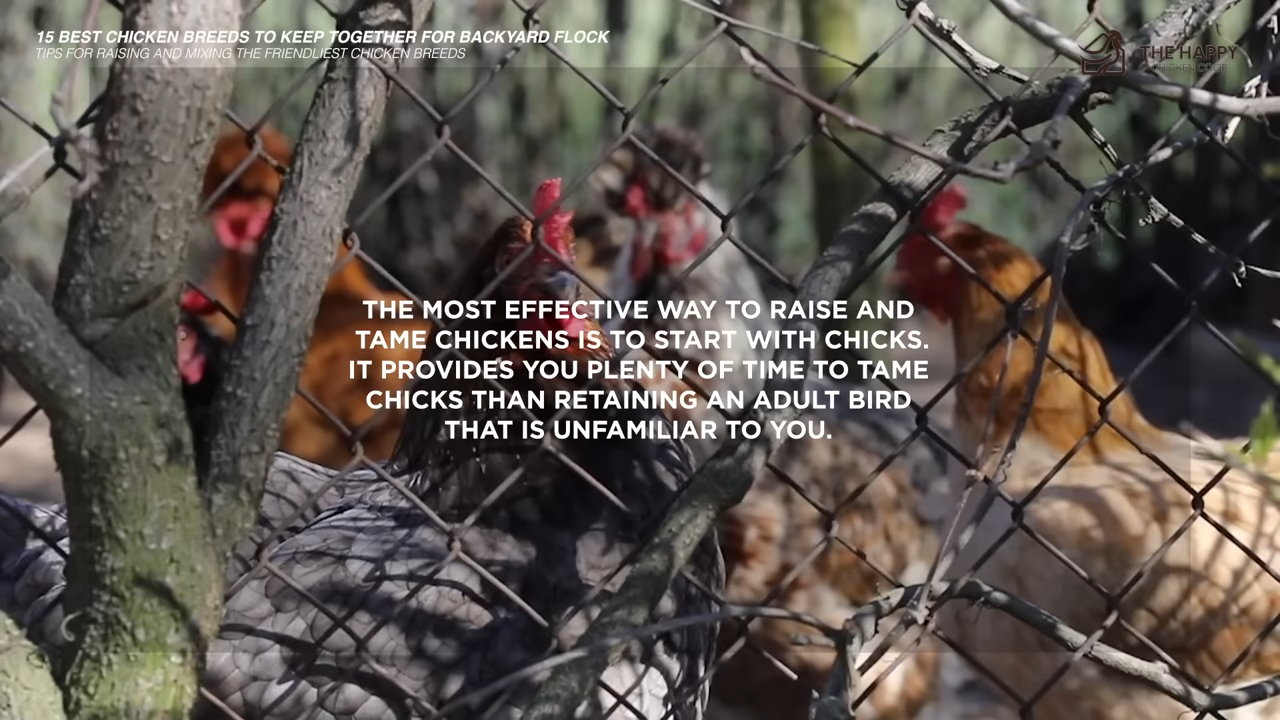 15 BEST CHICKEN BREEDS TO KEEP TOGETHER FOR BACKYARD FLOCK
TIPS FOR RAISING AND MIXING THE FRIENDLIEST CHICKEN BREEDS
THE HAPPY
CHICKEN COOP
THE MOST EFFECTIVE WAY TO RAISE AND
TAME CHICKENS IS TO START WITH CHICKS.
IT PROVIDES YOU PLENTY OF TIME TO TAME
CHICKS THAN RETAINING AN ADULT BIRD
THAT IS UNFAMILIAR TO YOU.